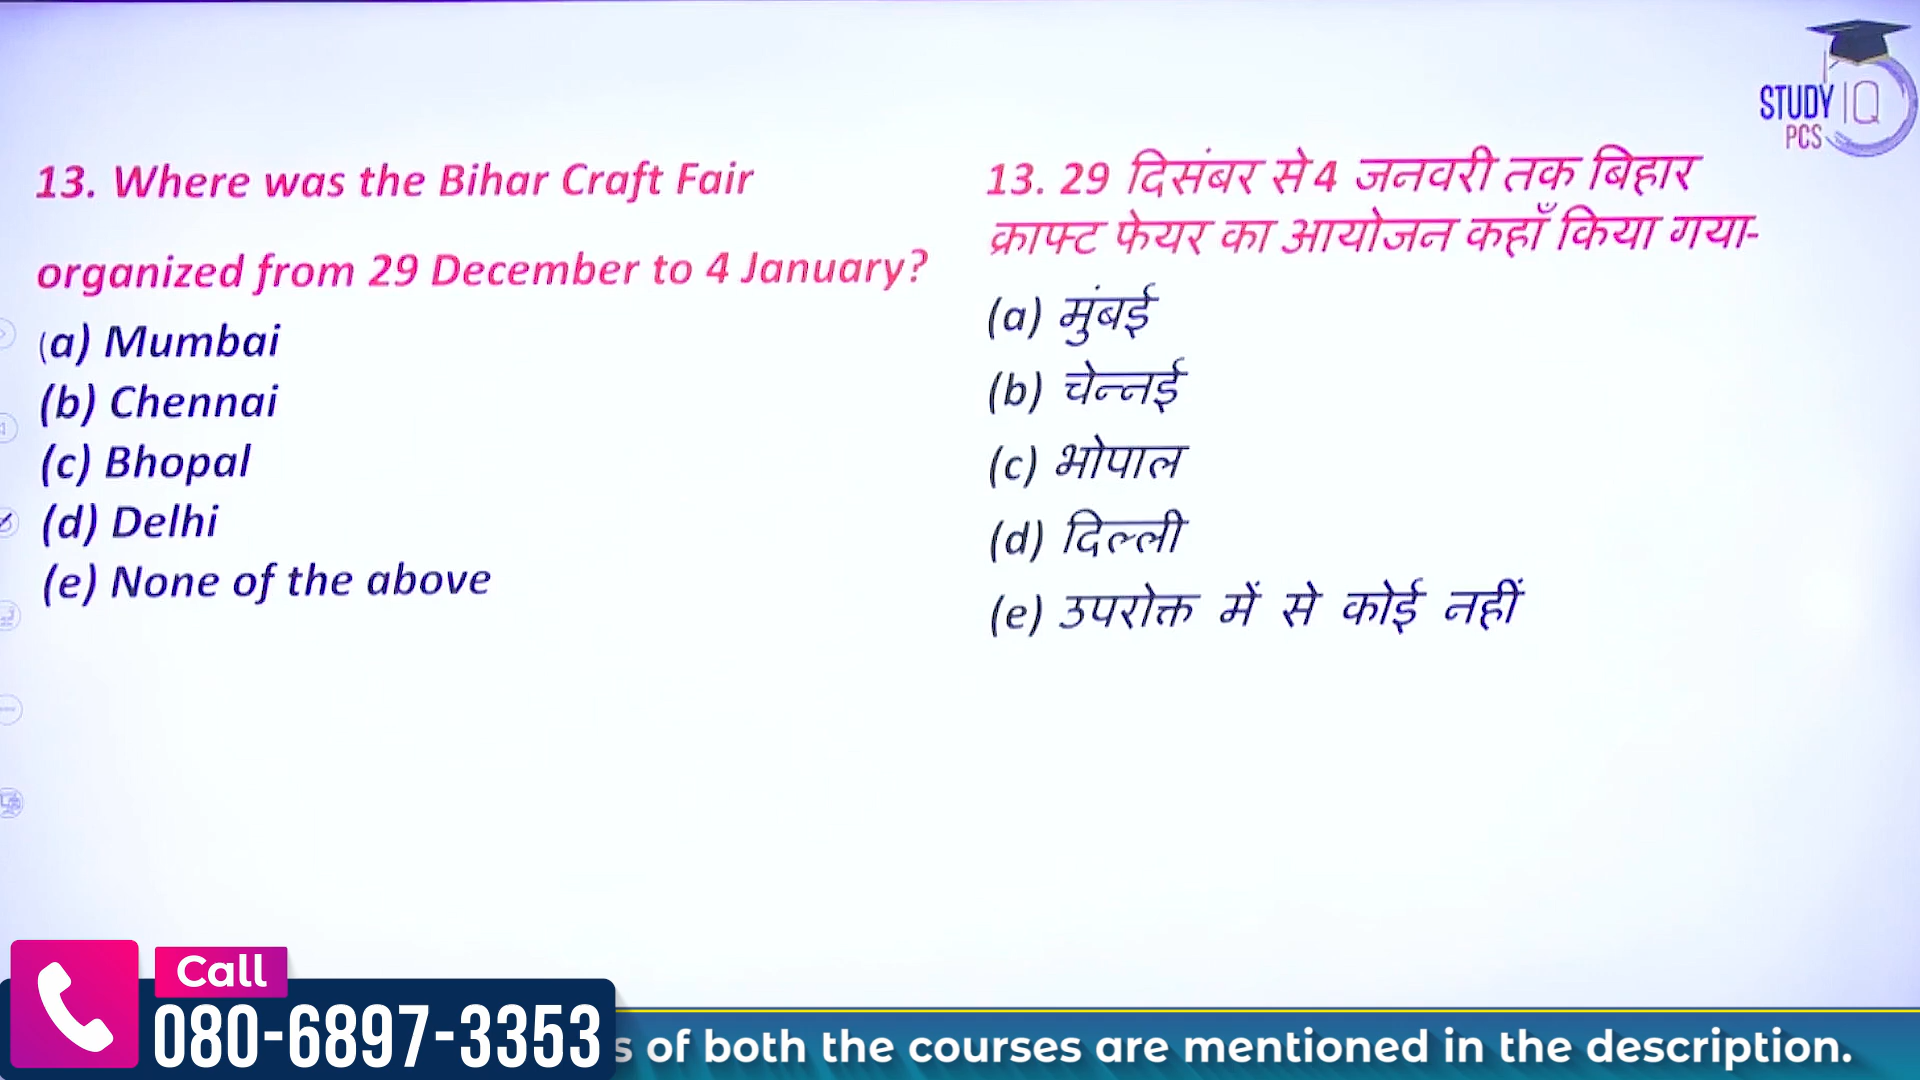 STUDY IQ
PCS
13. Where was the Bihar Craft Fair
organized from 29 December to 4 January?
(a) Mumbai
(b) Chennai
(c) Bhopal
(d) Delhi
(e) None of the above
13. 29 दिसंबर से 4 जनवरी तक बिहार
क्राफ्ट फेयर का आयोजन कहाँ किया गया-
(a) मुंबई
(b) चेन्नई
(c) भोपाल
(d) दिल्ली
(e) उपरोक्त में से कोई नहीं
Call
080-6897-3353
s of both the courses are mentioned in the description.